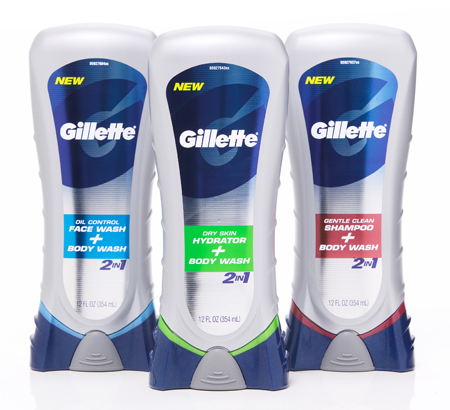 NEW
Gillette
OIL CONTROL
FACE WASH
+
BODY WASH
2IN1
12 FL OZ (354 mL)
NEW
Gillette
DRY SKIN
HYDRATOR
+
BODY WASH
2IN1
12 FL OZ (354 mL)
NEW
Gillette
GENTLE CLEAN
SHAMPOO
+
BODY WASH
2IN1
12 FL OZ (354 mL)